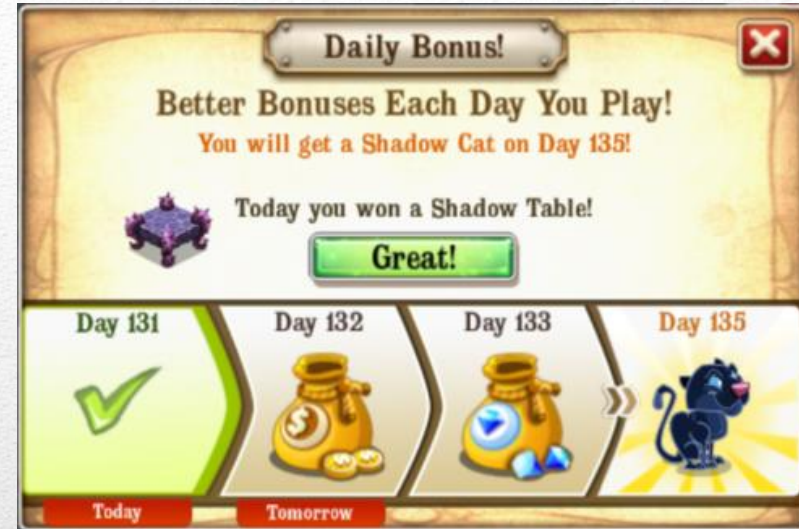 Daily Bonus!
Better Bonuses Each Day You Play!
You will get a Shadow Cat on Day 135!
Today you won a Shadow Table!
Great!
Day 131
Day 132
Day 133
Day 135
Today
Tomorrow